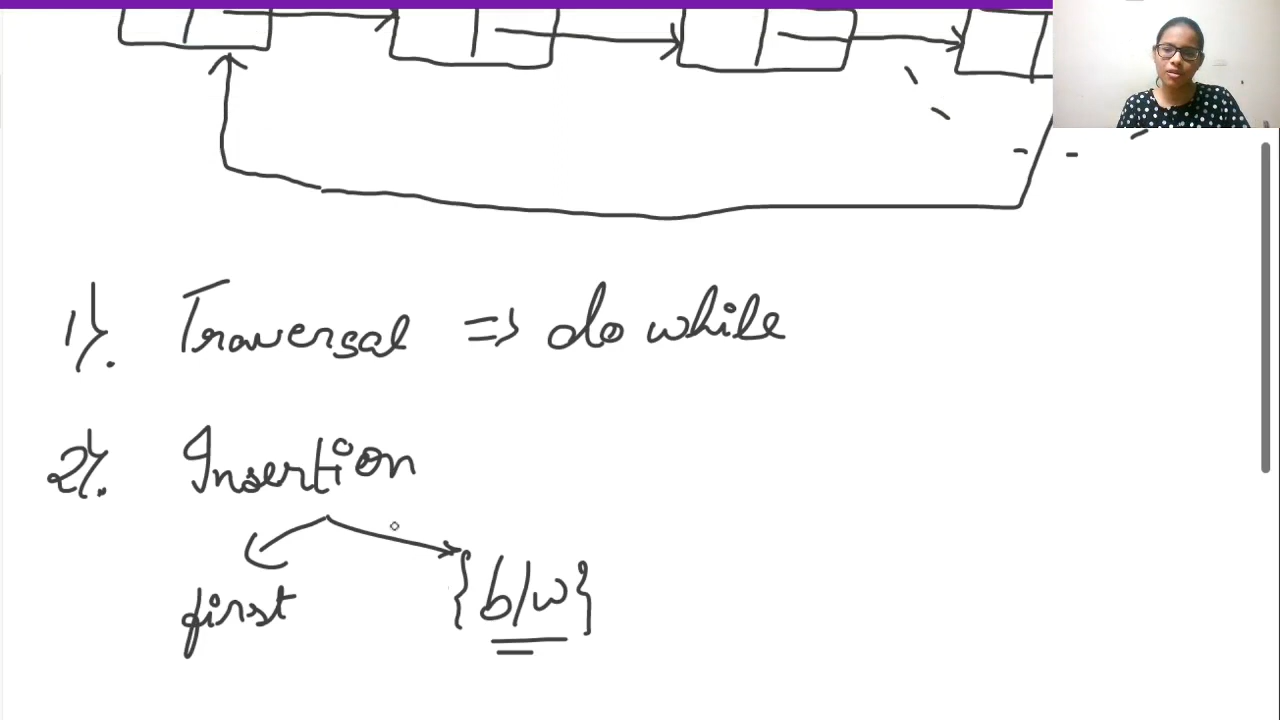 1). Traversal => do while
2). Insertion
first {b/w}